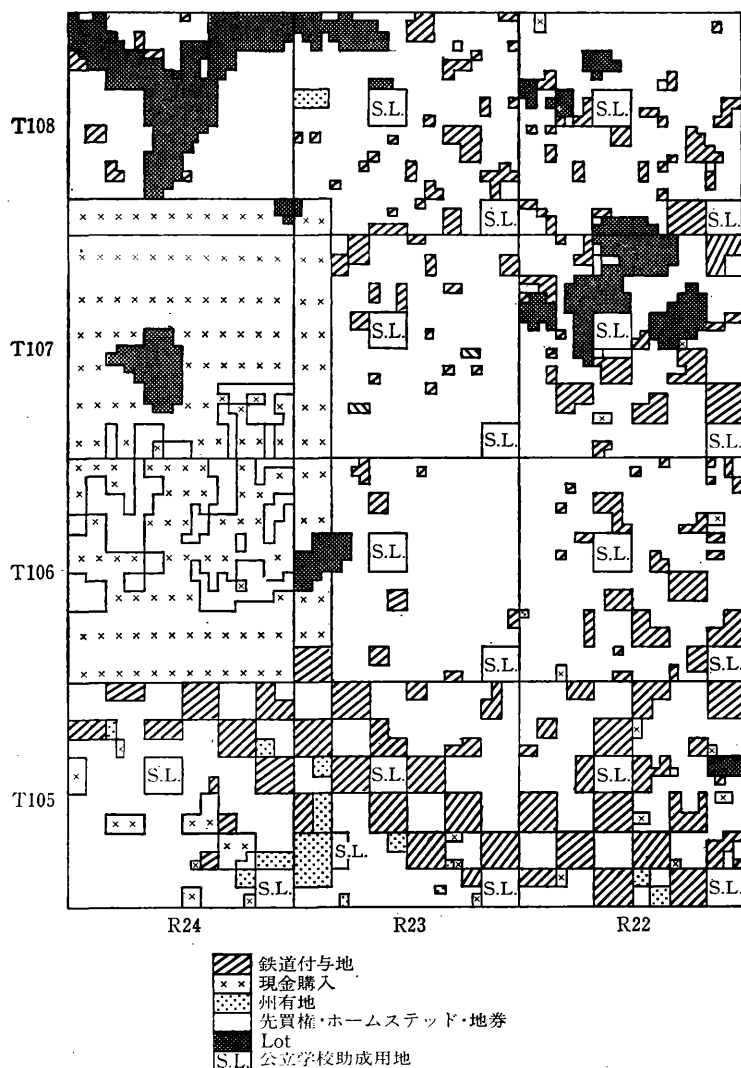 S.L. S.L.
T108
S.L. S.L.
S.L. S.L.
T107
S.L. S.L.
S.L. S.L.
T106
S.L. S.L.
S.L. S.L. S.L.
T105
S.L.
S.L. S.L. S.L.
R24 R23 R22
鉄道付与地
現金購入
州有地
先買権・ホームステッド・地券
Lot
S.L. 公立学校助成用地